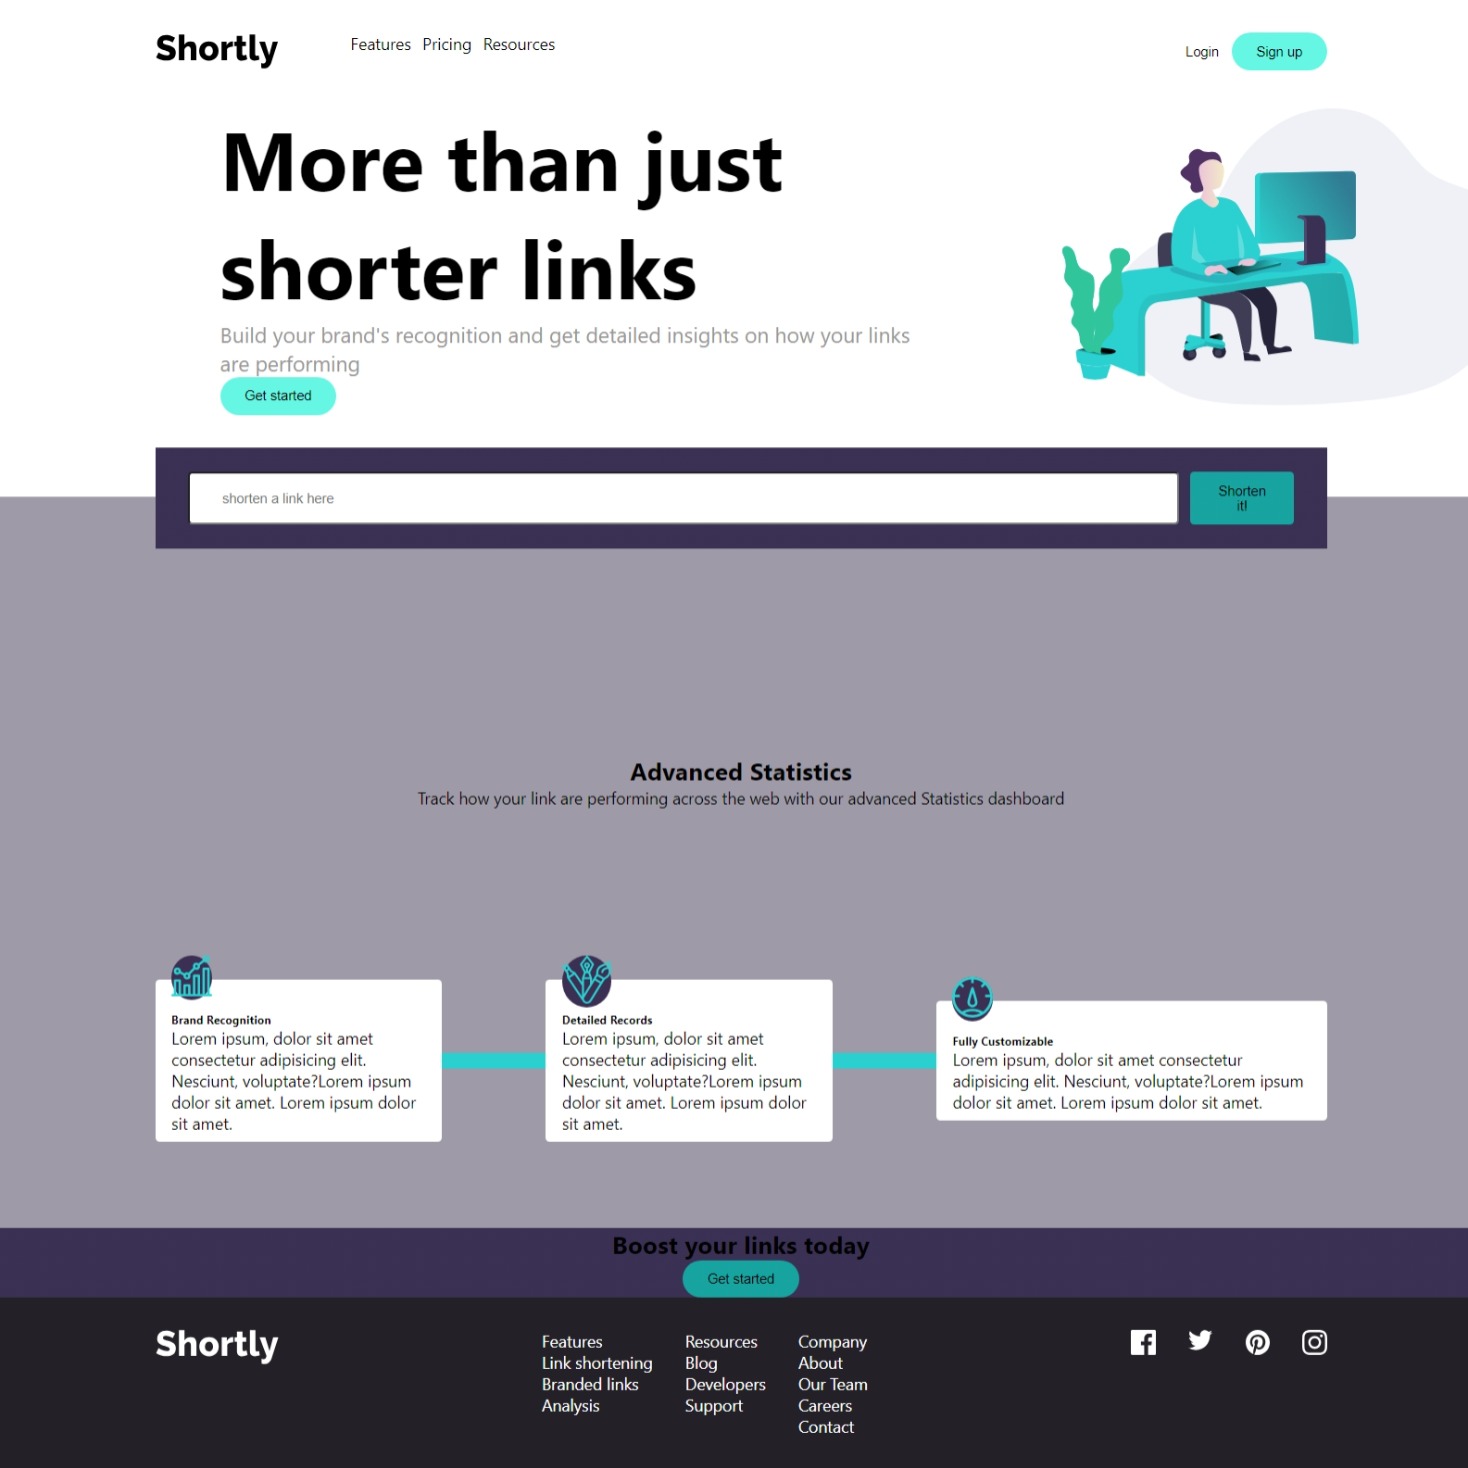 Shortly
Features Pricing Resources
Login
Sign up
More than just
shorter links
Build your brand's recognition and get detailed insights on how your links
are performing
Get started
shorten a link here
Shorten
it!
Advanced Statistics
Track how your link are performing across the web with our advanced Statistics dashboard
Brand Recognition
Lorem ipsum, dolor sit amet
consectetur adipisicing elit.
Nesciunt, voluptate?Lorem ipsum
dolor sit amet. Lorem ipsum dolor
sit amet.
Detailed Records
Lorem ipsum, dolor sit amet
consectetur adipisicing elit.
Nesciunt, voluptate?Lorem ipsum
dolor sit amet. Lorem ipsum dolor
sit amet.
Fully Customizable
Lorem ipsum, dolor sit amet consectetur
adipisicing elit. Nesciunt, voluptate?Lorem ipsum
dolor sit amet. Lorem ipsum dolor sit amet.
Boost your links today
Get started
Shortly
Features
Link shortening
Branded links
Analysis
Resources
Blog
Developers
Support
Company
About
Our Team
Careers
Contact